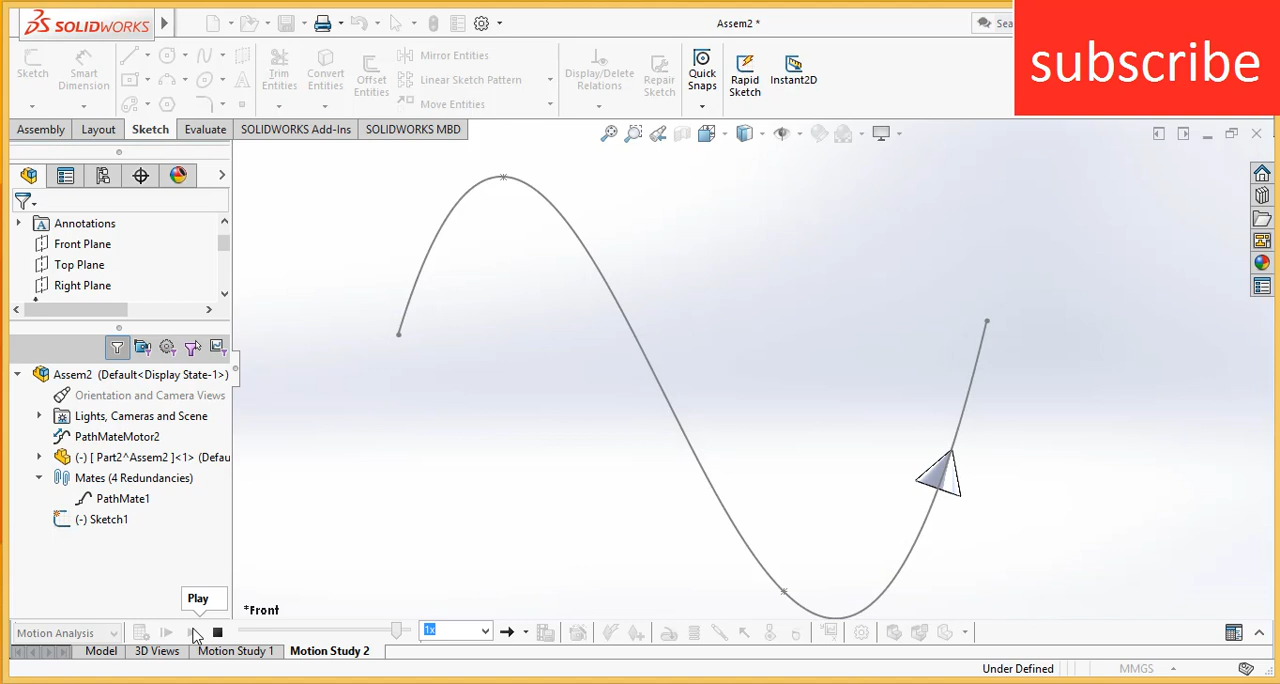 SOLIDWORKS
Assem2 *
Sea
subscribe
Sketch
Smart Dimension
Trim Entities
Convert Entities
Offset Entities
Mirror Entities
Linear Sketch Pattern
Move Entities
Display/Delete Relations
Repair Sketch
Quick Snaps
Rapid Sketch
Instant2D
Assembly
Layout
Sketch
Evaluate
SOLIDWORKS Add-Ins
SOLIDWORKS MBD
Annotations
Front Plane
Top Plane
Right Plane
Assem2 (Default<Display State-1>)
Orientation and Camera Views
Lights, Cameras and Scene
PathMateMotor2
(-) [ Part2^Assem2 ]<1> (Defau
Mates (4 Redundancies)
PathMate1
(-) Sketch1
Play
*Front
Motion Analysis
1x
Model
3D Views
Motion Study 1
Motion Study 2
Under Defined
MMGS